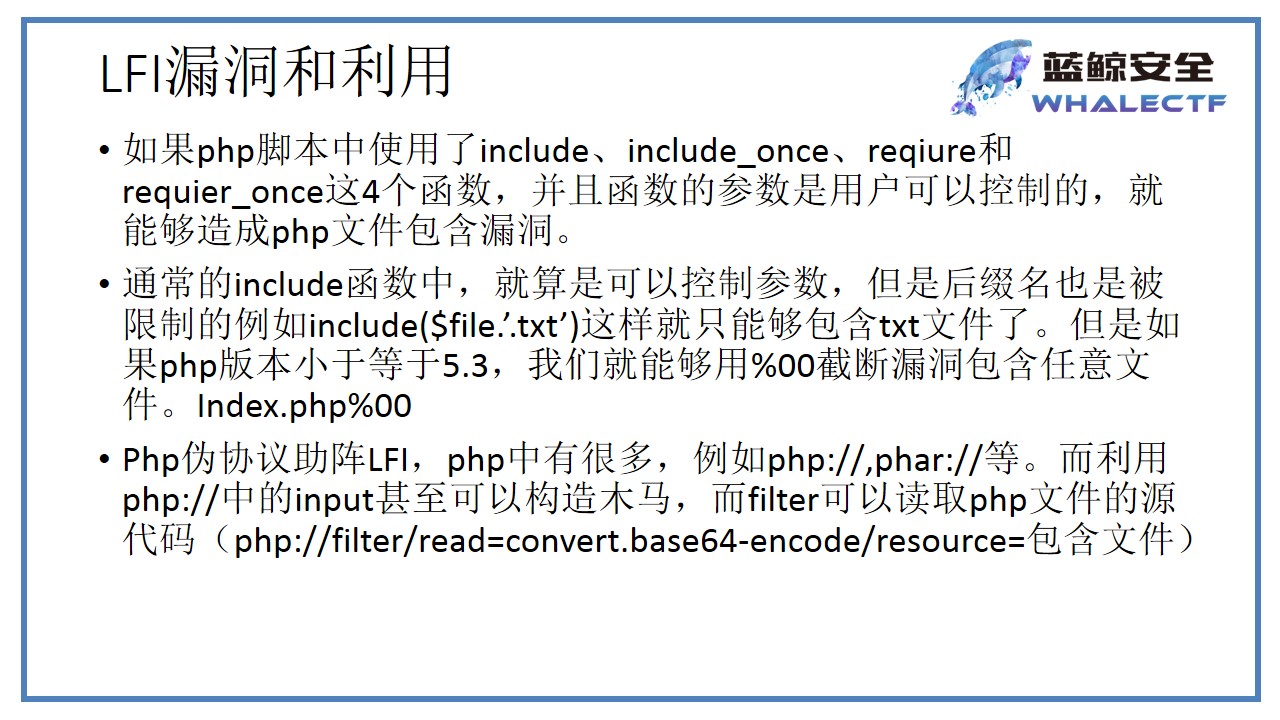 LFI漏洞和利用
蓝鲸安全
WHALECTF
• 如果php脚本中使用了include、include_once、reqiure和
requier_once这4个函数，并且函数的参数是用户可以控制的，就
能够造成php文件包含漏洞。
• 通常的include函数中，就算是可以控制参数，但是后缀名也是被
限制的例如include($file.’.txt’)这样就只能够包含txt文件了。但是如
果php版本小于等于5.3，我们就能够用%00截断漏洞包含任意文
件。Index.php%00
• Php伪协议助阵LFI，php中有很多，例如php://,phar://等。而利用
php://中的input甚至可以构造木马，而filter可以读取php文件的源
代码（php://filter/read=convert.base64-encode/resource=包含文件）